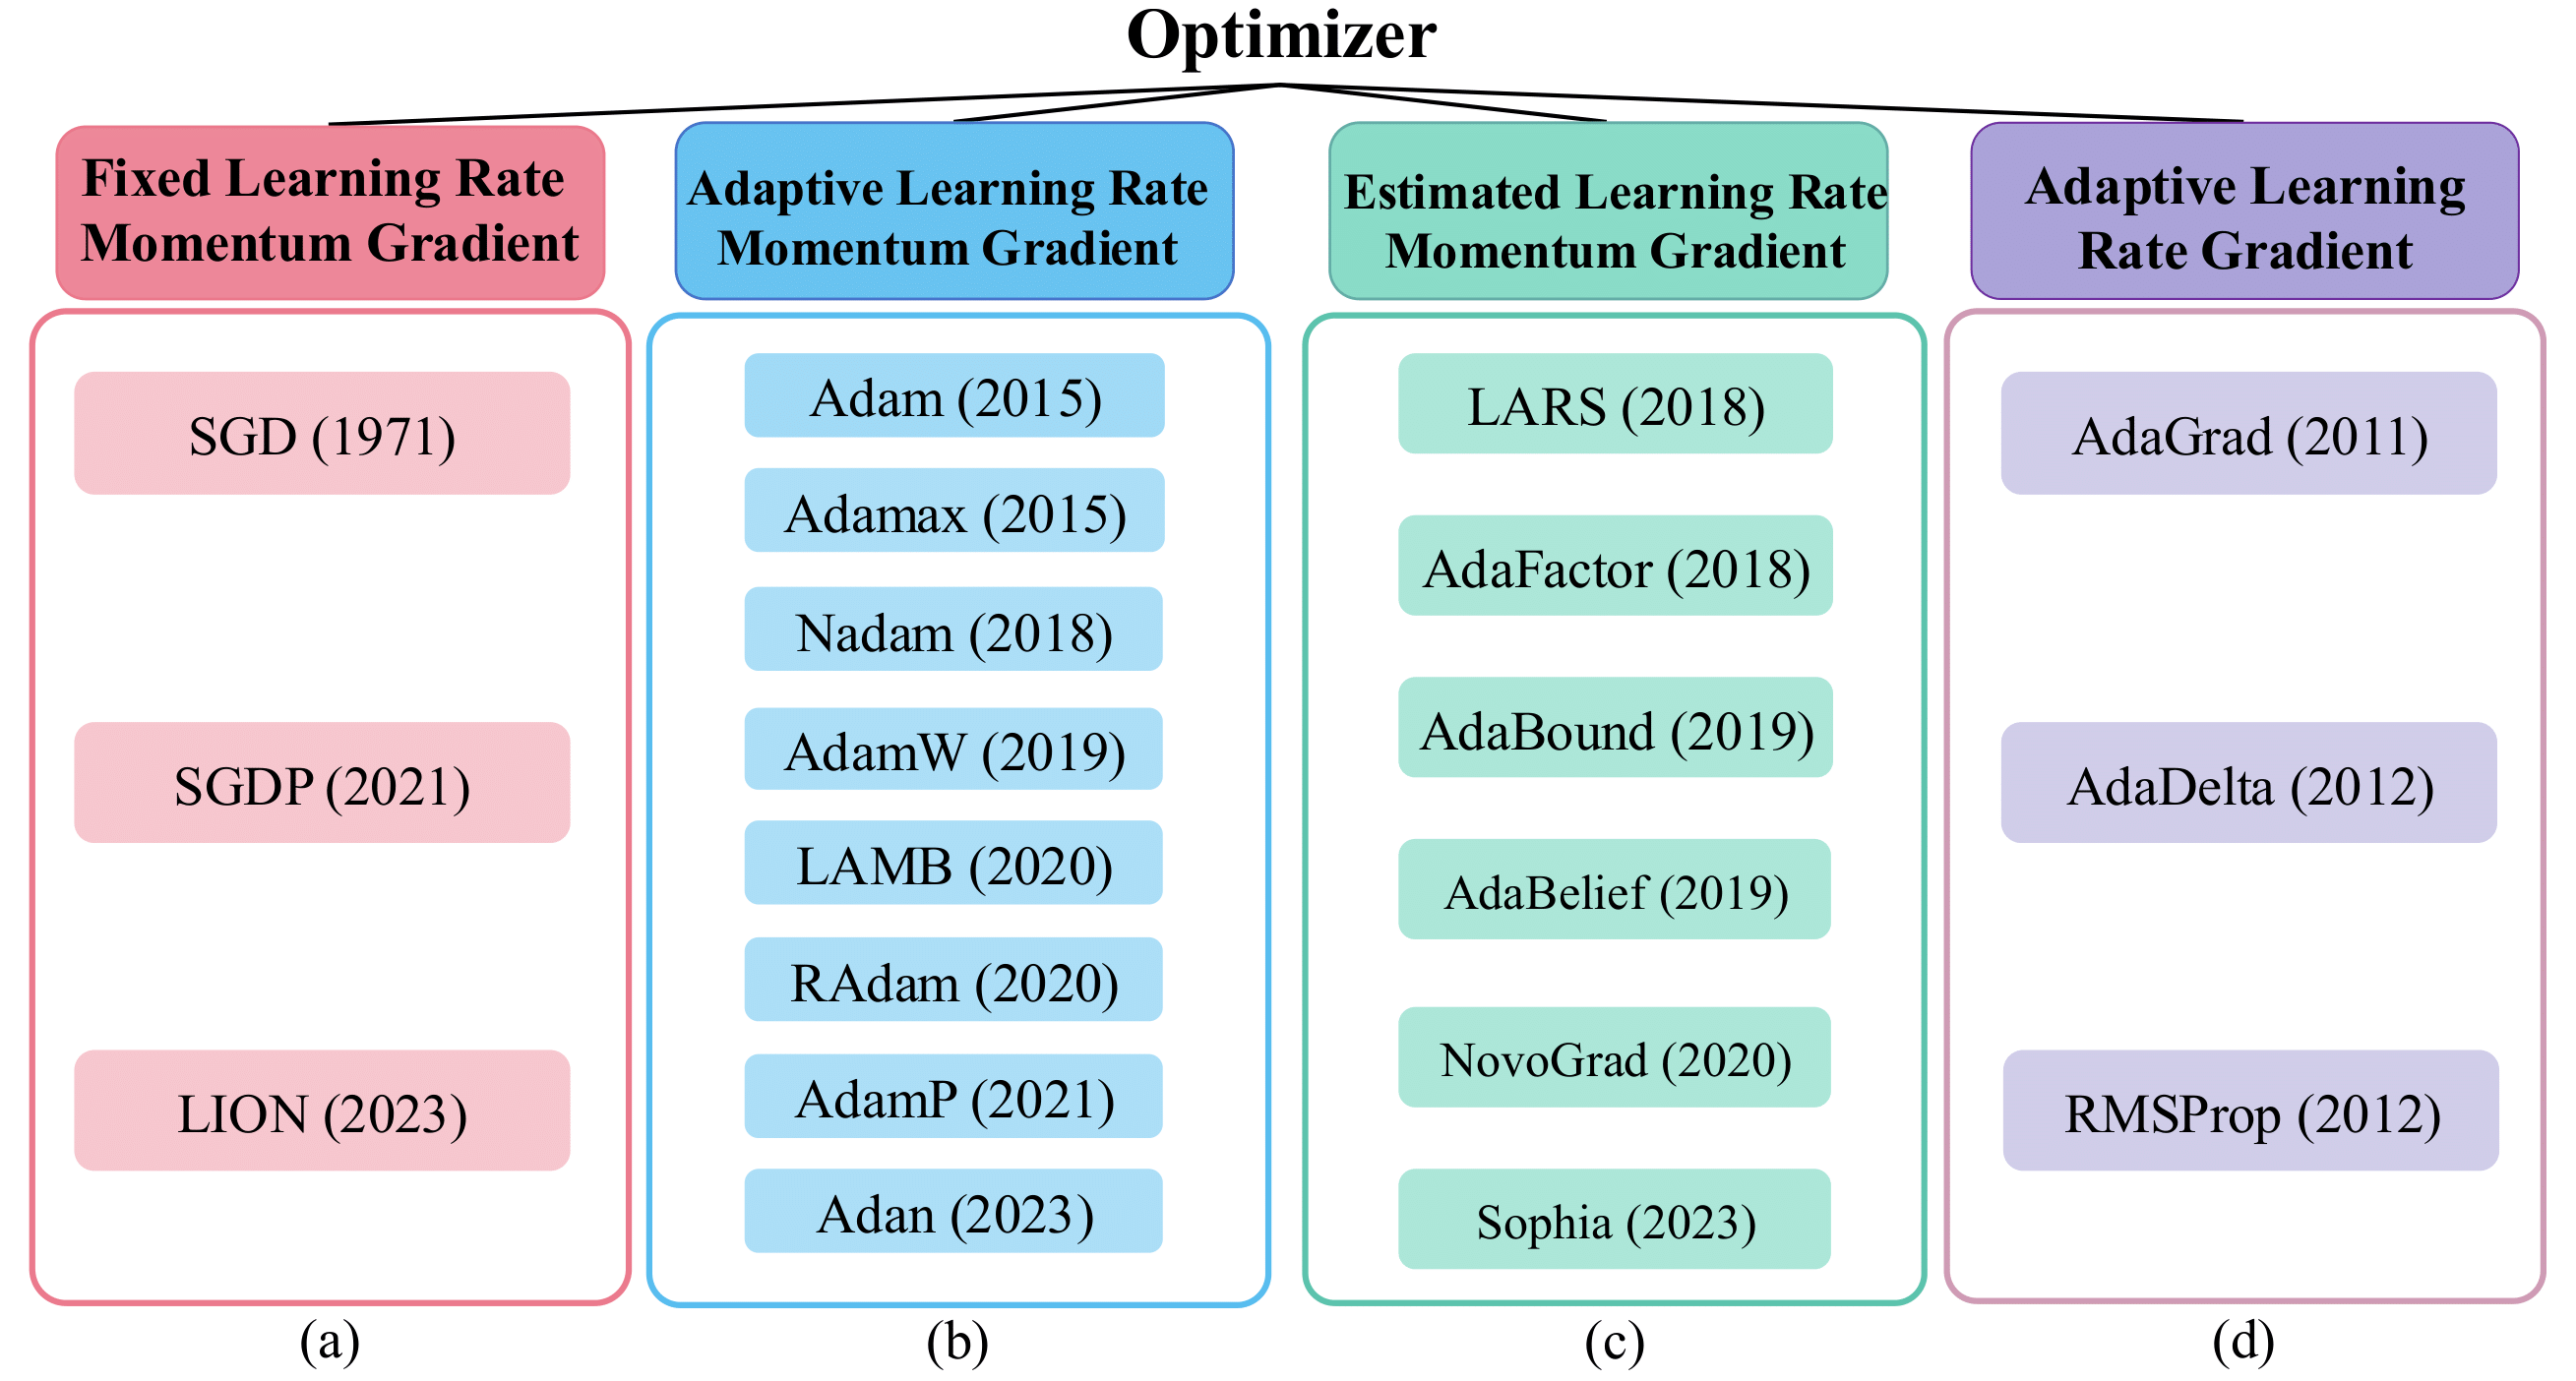 Optimizer
Fixed Learning Rate
Momentum Gradient
SGD (1971)
SGDP (2021)
LION (2023)
(a)
Adaptive Learning Rate
Momentum Gradient
Adam (2015)
Adamax (2015)
Nadam (2018)
AdamW (2019)
LAMB (2020)
RAdam (2020)
AdamP (2021)
Adan (2023)
(b)
Estimated Learning Rate
Momentum Gradient
LARS (2018)
AdaFactor (2018)
AdaBound (2019)
AdaBelief (2019)
NovoGrad (2020)
Sophia (2023)
(c)
Adaptive Learning
Rate Gradient
AdaGrad (2011)
AdaDelta (2012)
RMSProp (2012)
(d)